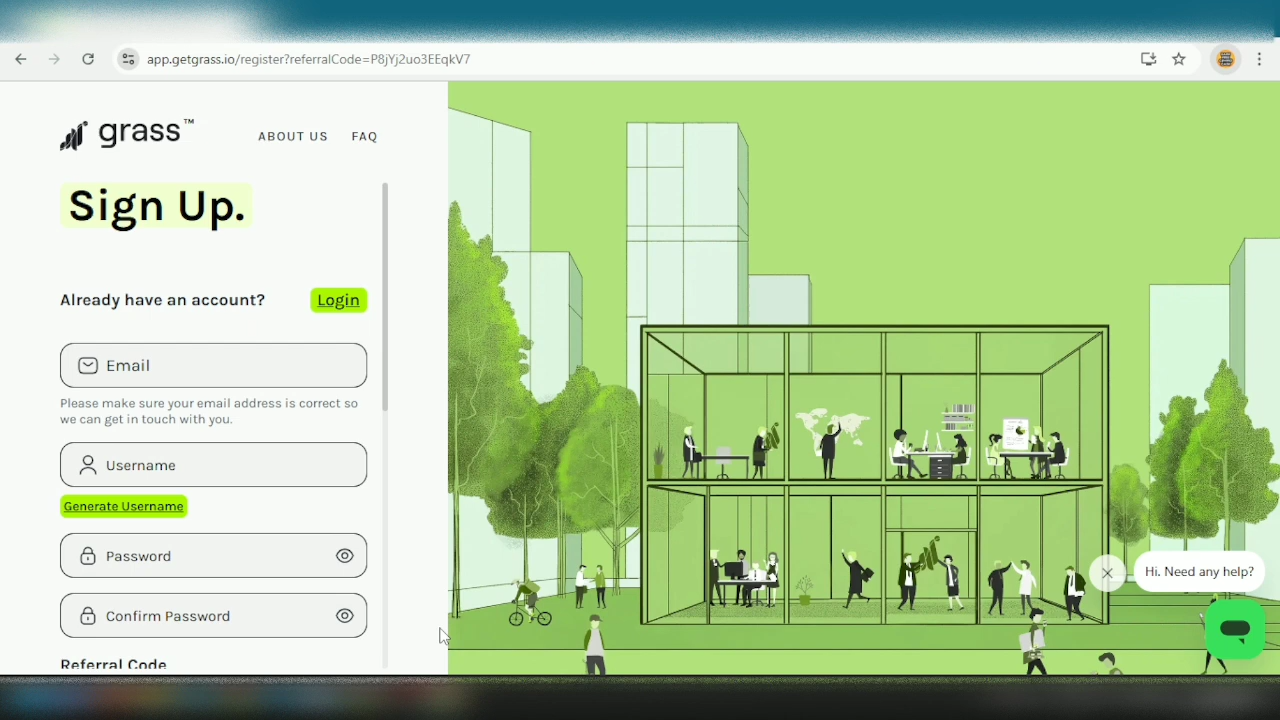 app.getgrass.io/register?referralCode=P8jYj2uo3EEqkV7
grass™
ABOUT US
FAQ
Sign Up.
Already have an account?
Login
Email
Please make sure your email address is correct so
we can get in touch with you.
Username
Generate Username
Password
Confirm Password
Referral Code
Hi. Need any help?